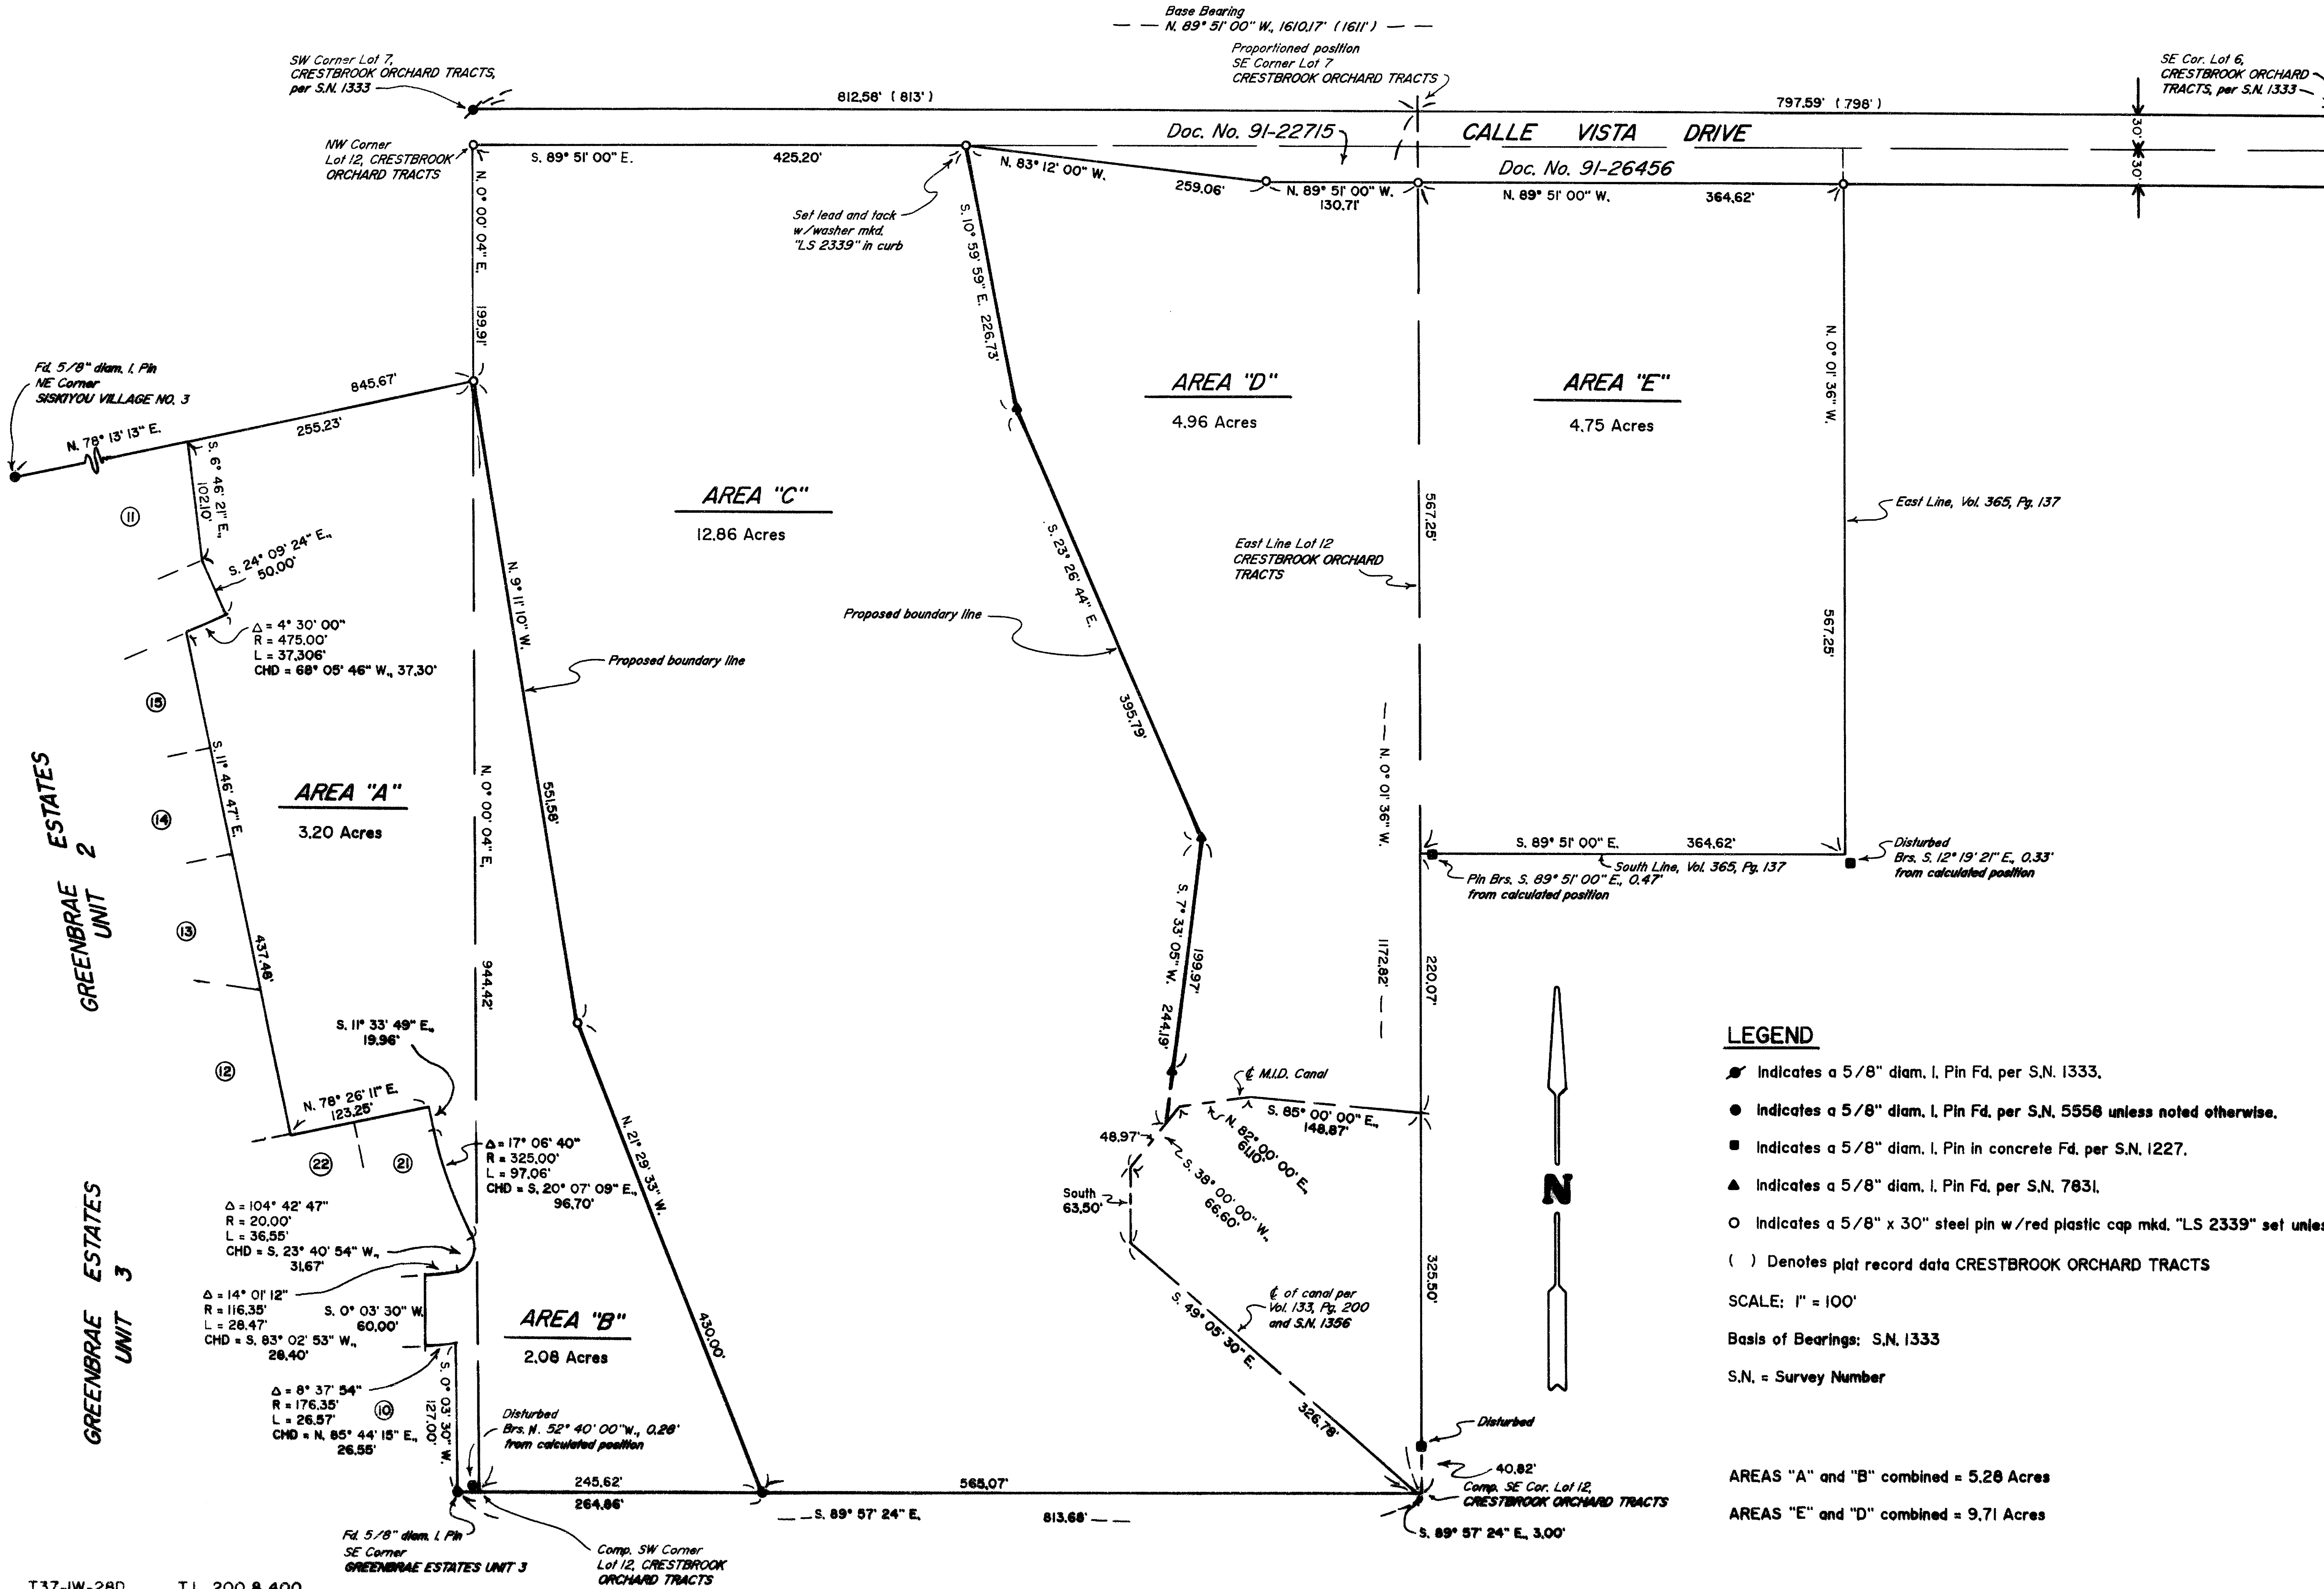 Base Bearing
N. 89° 51' 00" W., 1610.17' ( 1611' )
SW Corner Lot 7,
CRESTBROOK ORCHARD TRACTS,
per S.N. 1333
Proportioned position
SE Corner Lot 7
CRESTBROOK ORCHARD TRACTS
SE Cor. Lot 6,
CRESTBROOK ORCHARD
TRACTS, per S.N. 1333
812.58' ( 813' )
797.59' ( 798' )
NW Corner
Lot 12, CRESTBROOK
ORCHARD TRACTS
S. 89° 51' 00" E.
425.20'
Doc. No. 91-22715
CALLE VISTA DRIVE
30'
30'
N. 83° 12' 00" W.
259.06'
N. 89° 51' 00" W.
130.71'
Doc. No. 91-26456
N. 89° 51' 00" W.
364.62'
Set lead and tack
w/washer mkd.
"LS 2339" in curb
N. 0° 00' 04" E.
199.91'
S. 10° 59' 59" E. 226.73'
N. 0° 01' 36" W.
Fd. 5/8" diam. I. Pin
NE Corner
SISKIYOU VILLAGE NO. 3
845.67'
255.23'
N. 78° 13' 13" E.
AREA "D"
4.96 Acres
AREA "E"
4.75 Acres
S. 6° 46' 21" E.,
102.10'
11
S. 24° 09' 24" E.,
50.00'
AREA "C"
12.86 Acres
567.25'
East Line, Vol. 365, Pg. 137
S. 23° 26' 44" E.
East Line Lot 12
CRESTBROOK ORCHARD
TRACTS
N. 9° 11' 10" W.
Proposed boundary line
Δ = 4° 30' 00"
R = 475.00'
L = 37.306'
CHD = 68° 05' 46" W., 37.30'
567.25'
Proposed boundary line
15
S. 11° 46' 47" E.
395.79'
GREENBRAE ESTATES
UNIT 2
AREA "A"
3.20 Acres
14
N. 0° 00' 04" E.
551.58'
N. 0° 01' 36" W.
S. 89° 51' 00" E.
364.62'
South Line, Vol. 365, Pg. 137
Disturbed
Brs. S. 12° 19' 21" E., 0.33'
from calculated position
Pin Brs. S. 89° 51' 00" E., 0.47'
from calculated position
13
437.48'
944.42'
S. 7° 33' 05" W. 244.19'
199.97'
1172.82'
220.07'
S. 11° 33' 49" E.,
19.96'
12
N. 78° 26' 11" E.
123.25'
℄ M.I.D. Canal
S. 85° 00' 00" E.,
148.87'
N. 82° 00' 00" E.,
61.10'
48.97'
S. 38° 00' 00" W.,
66.60'
South
63.50'
22
21
Δ = 17° 06' 40"
R = 325.00'
L = 97.06'
CHD = S. 20° 07' 09" E.,
96.70'
N. 21° 29' 33" W.
430.00'
Δ = 104° 42' 47"
R = 20.00'
L = 36.55'
CHD = S. 23° 40' 54" W.,
31.67'
GREENBRAE ESTATES
UNIT 3
Δ = 14° 01' 12"
R = 116.35'
L = 28.47'
CHD = S. 83° 02' 53" W.,
28.40'
S. 0° 03' 30" W.
60.00'
AREA "B"
2.08 Acres
℄ of canal per
Vol. 133, Pg. 200
and S.N. 1356
S. 49° 05' 30" E.
326.78'
325.50'
Δ = 8° 37' 54"
R = 176.35'
L = 26.57'
CHD = N. 85° 44' 15" E.,
26.55'
10
S. 0° 03' 30" W.
127.00'
Disturbed
Brs. N. 52° 40' 00" W., 0.26'
from calculated position
Disturbed
40.82'
Comp. SE Cor. Lot 12,
CRESTBROOK ORCHARD TRACTS
S. 89° 57' 24" E., 3.00'
245.62'
264.86'
565.07'
S. 89° 57' 24" E.
813.68'
Fd. 5/8" diam. I. Pin
SE Corner
GREENBRAE ESTATES UNIT 3
Comp. SW Corner
Lot 12, CRESTBROOK
ORCHARD TRACTS
N
LEGEND
Indicates a 5/8" diam. I. Pin Fd. per S.N. 1333.
Indicates a 5/8" diam. I. Pin Fd. per S.N. 5558 unless noted otherwise.
Indicates a 5/8" diam. I. Pin in concrete Fd. per S.N. 1227.
Indicates a 5/8" diam. I. Pin Fd. per S.N. 7831.
Indicates a 5/8" x 30" steel pin w/red plastic cap mkd. "LS 2339" set unles
( ) Denotes plat record data CRESTBROOK ORCHARD TRACTS
SCALE: 1" = 100'
Basis of Bearings: S.N. 1333
S.N. = Survey Number
AREAS "A" and "B" combined = 5.28 Acres
AREAS "E" and "D" combined = 9.71 Acres
T37-1W-28D T.L. 200 & 400